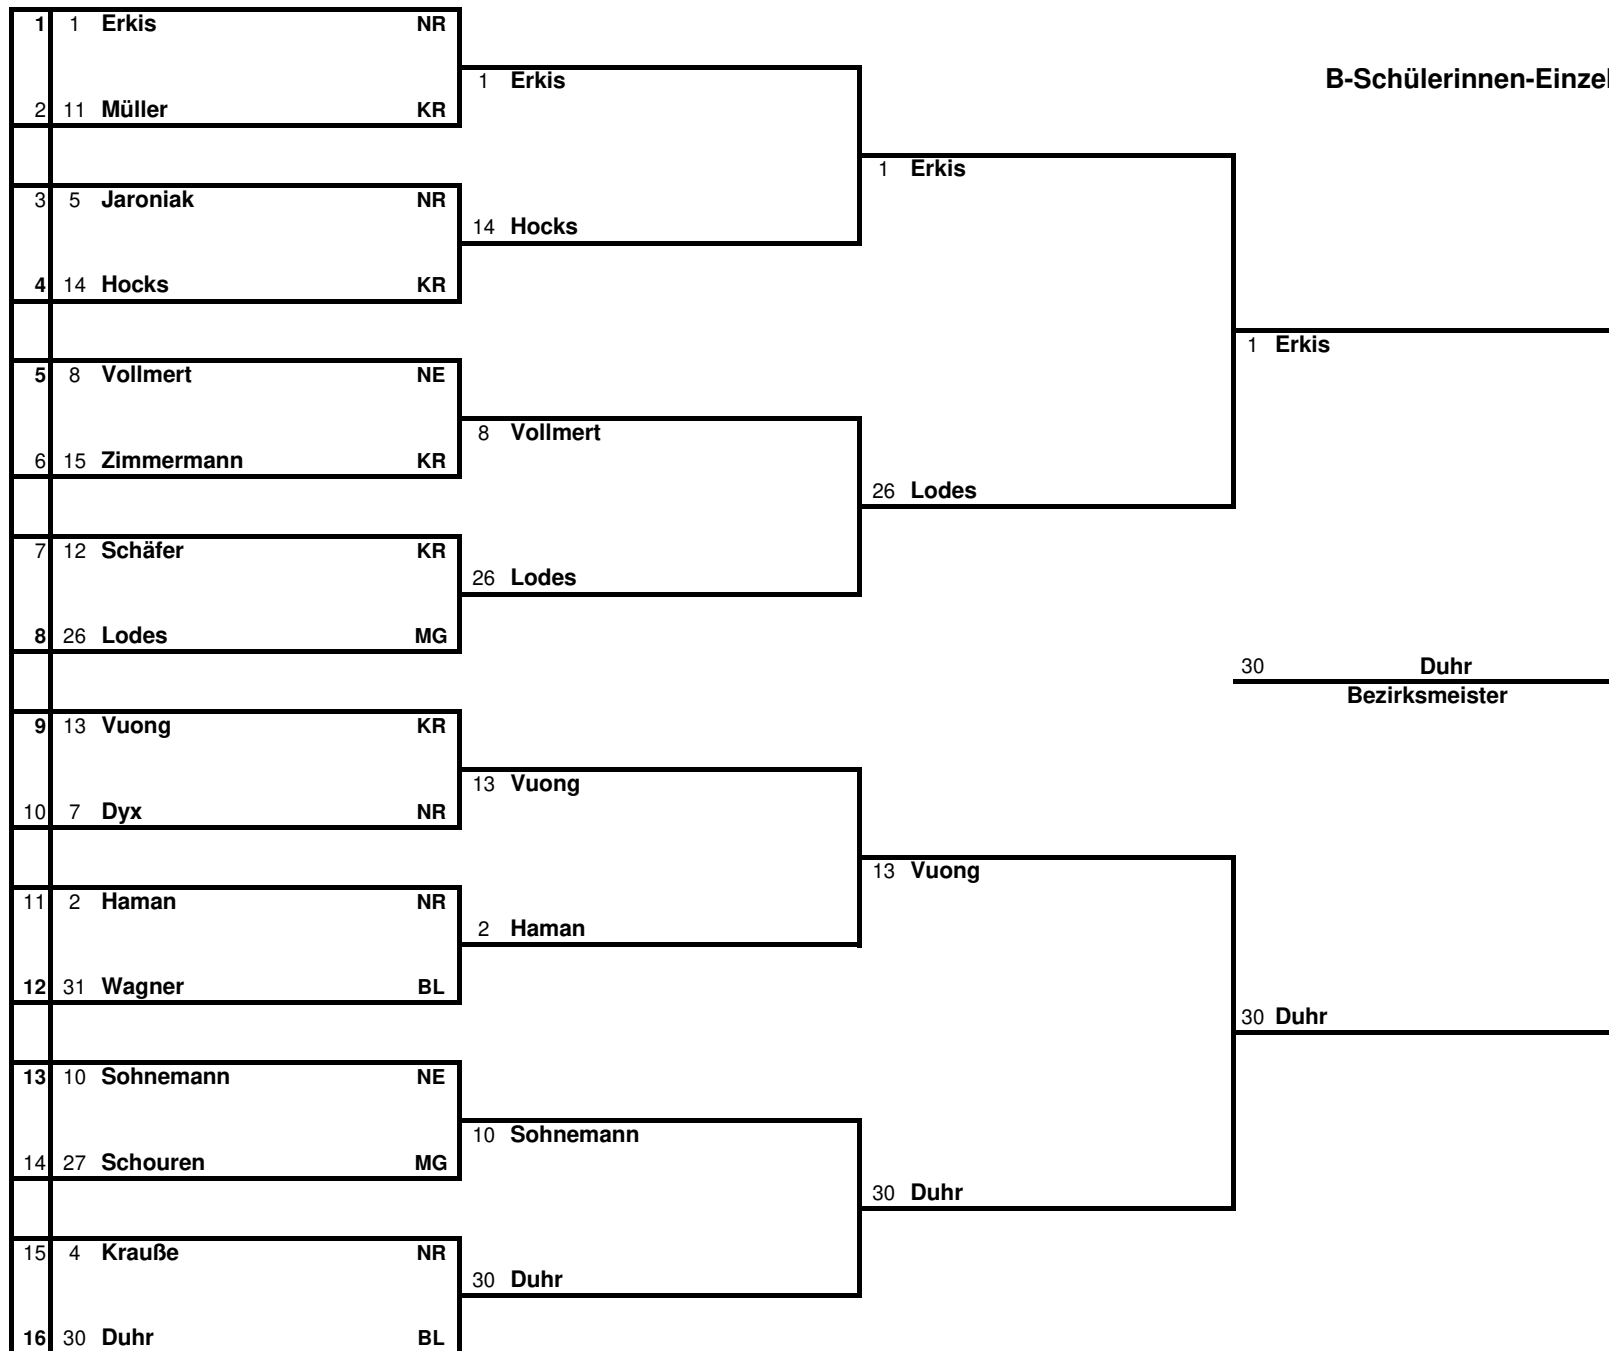 1 1 Erkis NR
B-Schülerinnen-Einzel
1 Erkis
2 11 Müller KR
1 Erkis
3 5 Jaroniak NR
14 Hocks
4 14 Hocks KR
1 Erkis
5 8 Vollmert NE
8 Vollmert
6 15 Zimmermann KR
26 Lodes
7 12 Schäfer KR
26 Lodes
8 26 Lodes MG
30 Duhr
Bezirksmeister
9 13 Vuong KR
13 Vuong
10 7 Dyx NR
13 Vuong
11 2 Haman NR
2 Haman
12 31 Wagner BL
30 Duhr
13 10 Sohnemann NE
10 Sohnemann
14 27 Schouren MG
30 Duhr
15 4 Krauße NR
30 Duhr
16 30 Duhr BL